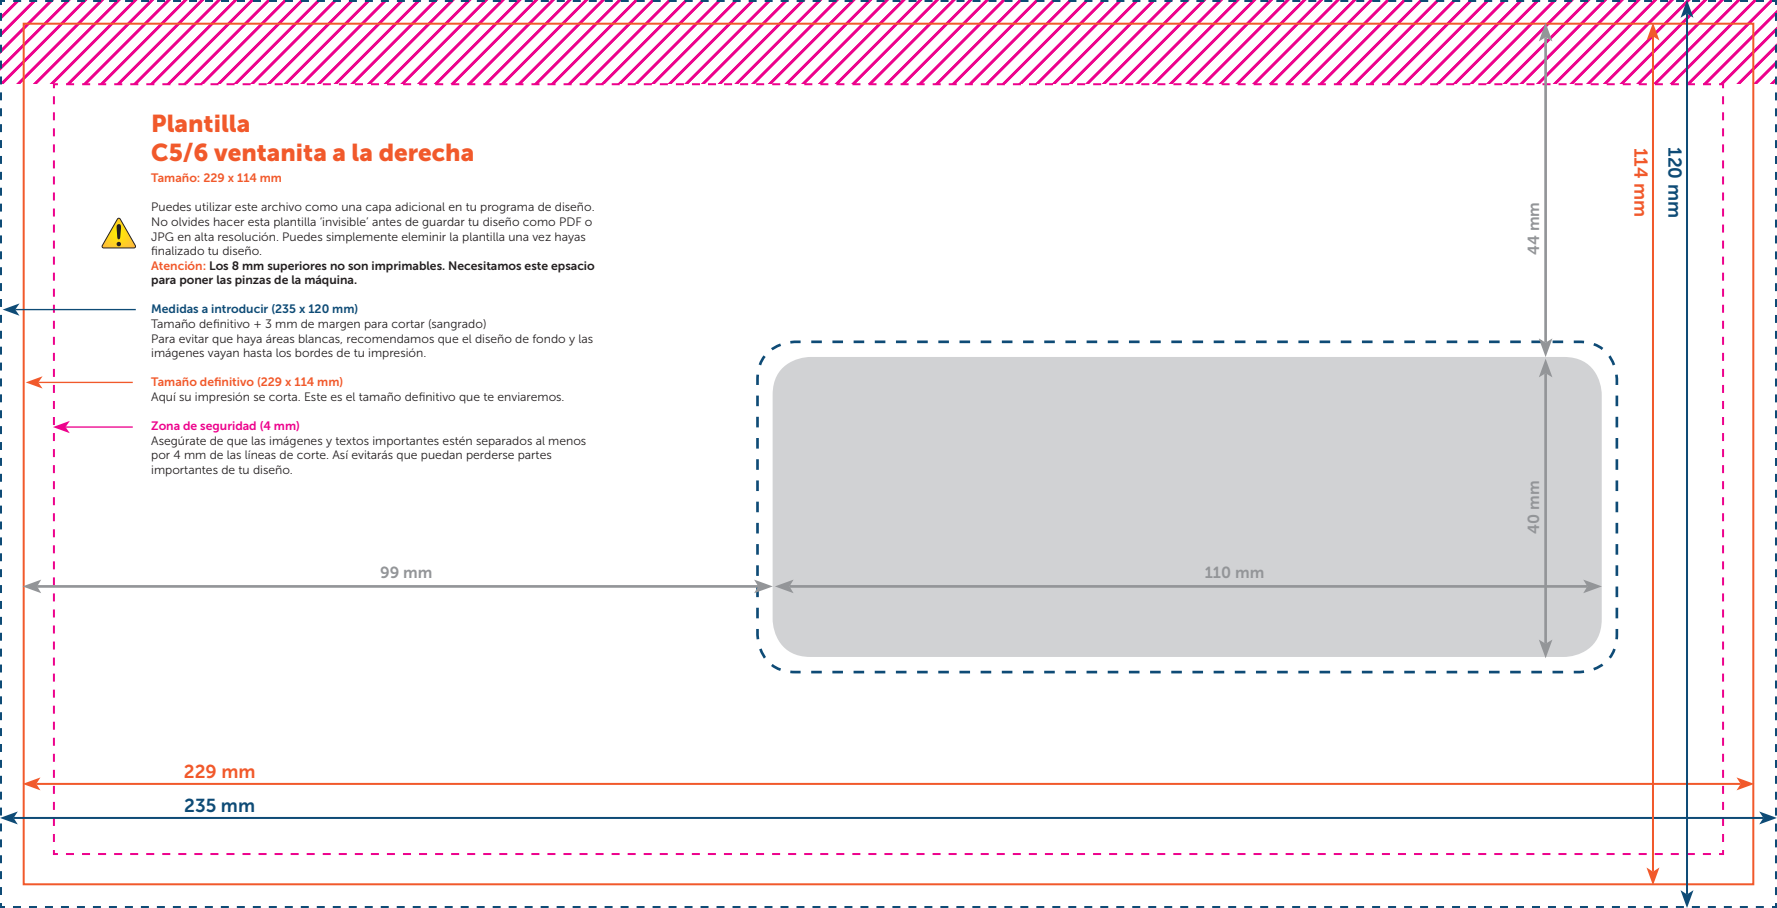 Plantilla
C5/6 ventanita a la derecha
Tamaño: 229 x 114 mm
Puedes utilizar este archivo como una capa adicional en tu programa de diseño.
No olvides hacer esta plantilla ‘invisible’ antes de guardar tu diseño como PDF o
JPG en alta resolución. Puedes simplemente eleminir la plantilla una vez hayas
finalizado tu diseño.
Atención: Los 8 mm superiores no son imprimables. Necesitamos este epsacio
para poner las pinzas de la máquina.
Medidas a introducir (235 x 120 mm)
Tamaño definitivo + 3 mm de margen para cortar (sangrado)
Para evitar que haya áreas blancas, recomendamos que el diseño de fondo y las
imágenes vayan hasta los bordes de tu impresión.
Tamaño definitivo (229 x 114 mm)
Aquí su impresión se corta. Este es el tamaño definitivo que te enviaremos.
Zona de seguridad (4 mm)
Asegúrate de que las imágenes y textos importantes estén separados al menos
por 4 mm de las líneas de corte. Así evitarás que puedan perderse partes
importantes de tu diseño.
44 mm
114 mm
120 mm
40 mm
99 mm
110 mm
229 mm
235 mm